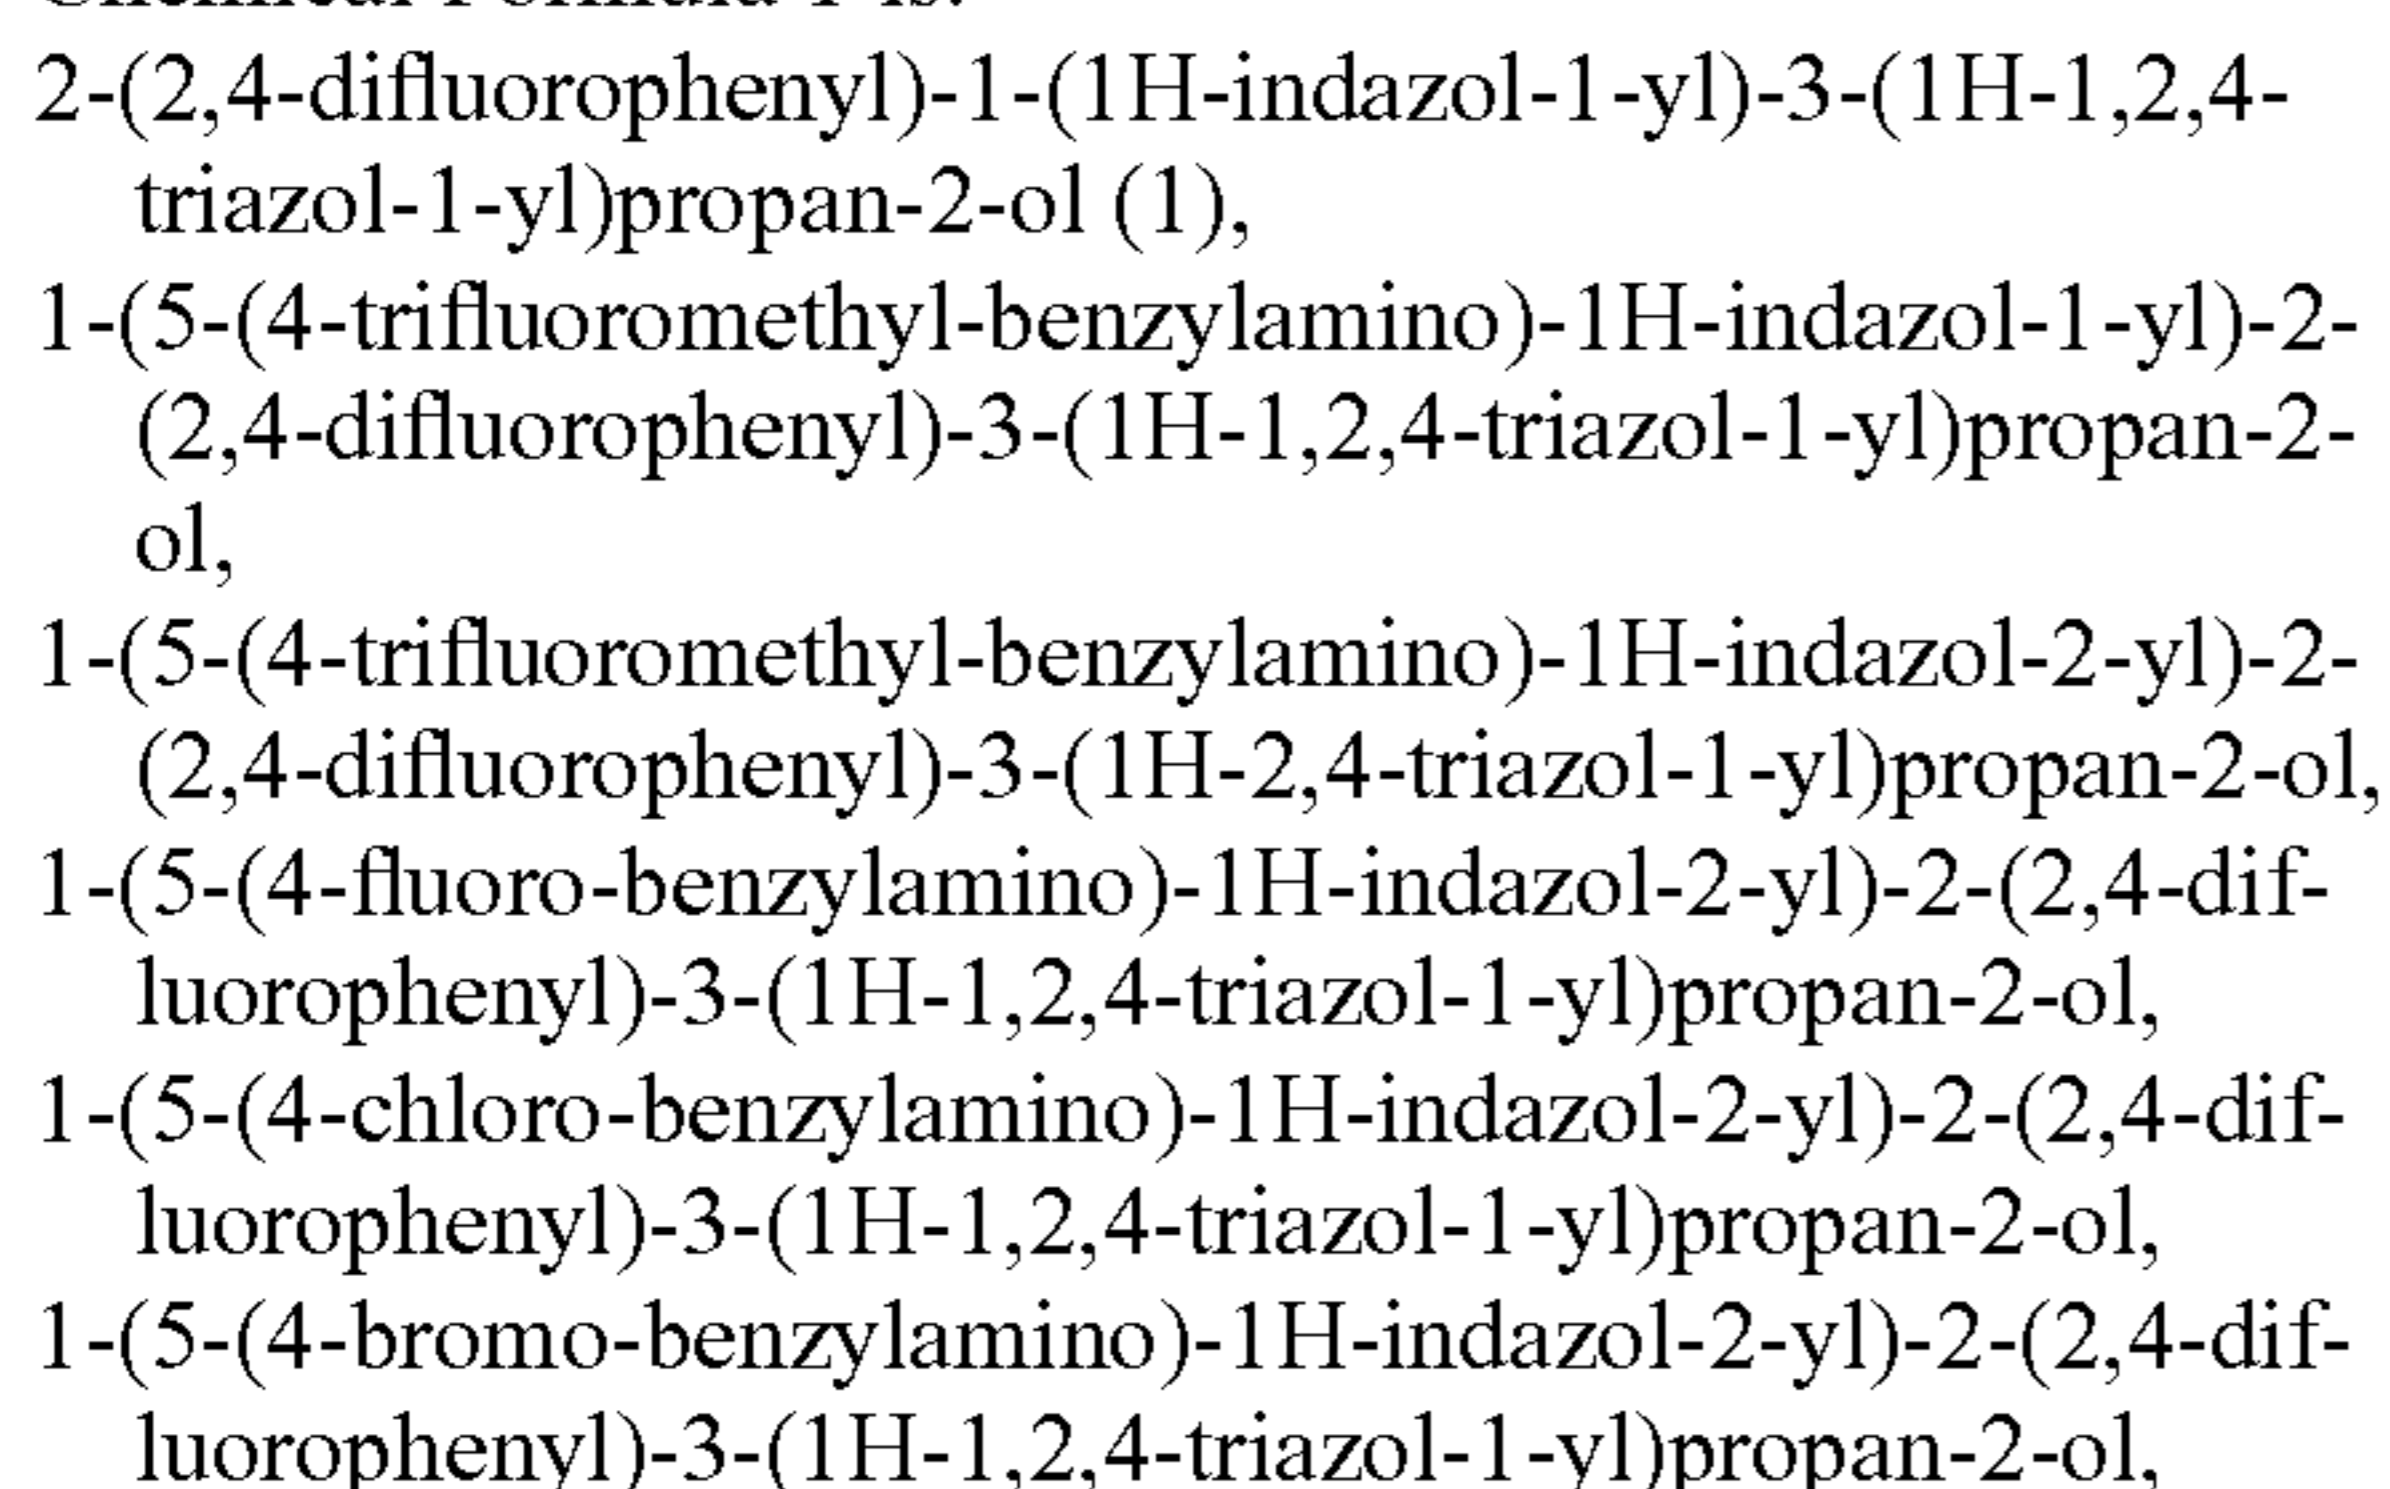 Chemical Formula 1 is:
2-(2,4-difluorophenyl)-1-(1H-indazol-1-yl)-3-(1H-1,2,4-
triazol-1-yl)propan-2-ol (1),
1-(5-(4-trifluoromethyl-benzylamino)-1H-indazol-1-yl)-2-
(2,4-difluorophenyl)-3-(1H-1,2,4-triazol-1-yl)propan-2-
ol,
1-(5-(4-trifluoromethyl-benzylamino)-1H-indazol-2-yl)-2-
(2,4-difluorophenyl)-3-(1H-2,4-triazol-1-yl)propan-2-ol,
1-(5-(4-fluoro-benzylamino)-1H-indazol-2-yl)-2-(2,4-dif-
luorophenyl)-3-(1H-1,2,4-triazol-1-yl)propan-2-ol,
1-(5-(4-chloro-benzylamino)-1H-indazol-2-yl)-2-(2,4-dif-
luorophenyl)-3-(1H-1,2,4-triazol-1-yl)propan-2-ol,
1-(5-(4-bromo-benzylamino)-1H-indazol-2-yl)-2-(2,4-dif-
luorophenyl)-3-(1H-1,2,4-triazol-1-yl)propan-2-ol,